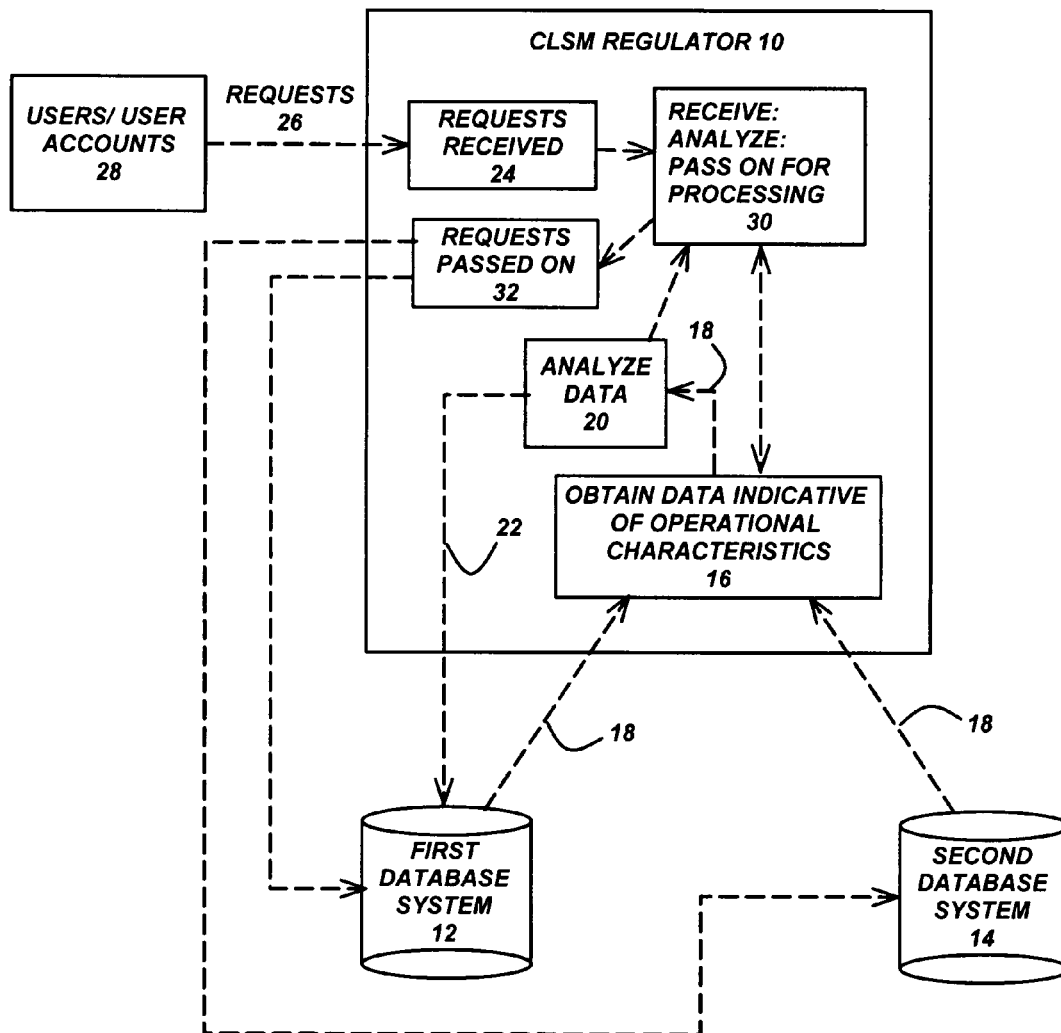 CLSM REGULATOR 10
USERS/ USER
ACCOUNTS
28
REQUESTS
26
REQUESTS
RECEIVED
24
RECEIVE:
ANALYZE:
PASS ON FOR
PROCESSING
30
REQUESTS
PASSED ON
32
18
ANALYZE
DATA
20
OBTAIN DATA INDICATIVE
OF OPERATIONAL
CHARACTERISTICS
16
22
18
18
FIRST
DATABASE
SYSTEM
12
SECOND
DATABASE
SYSTEM
14